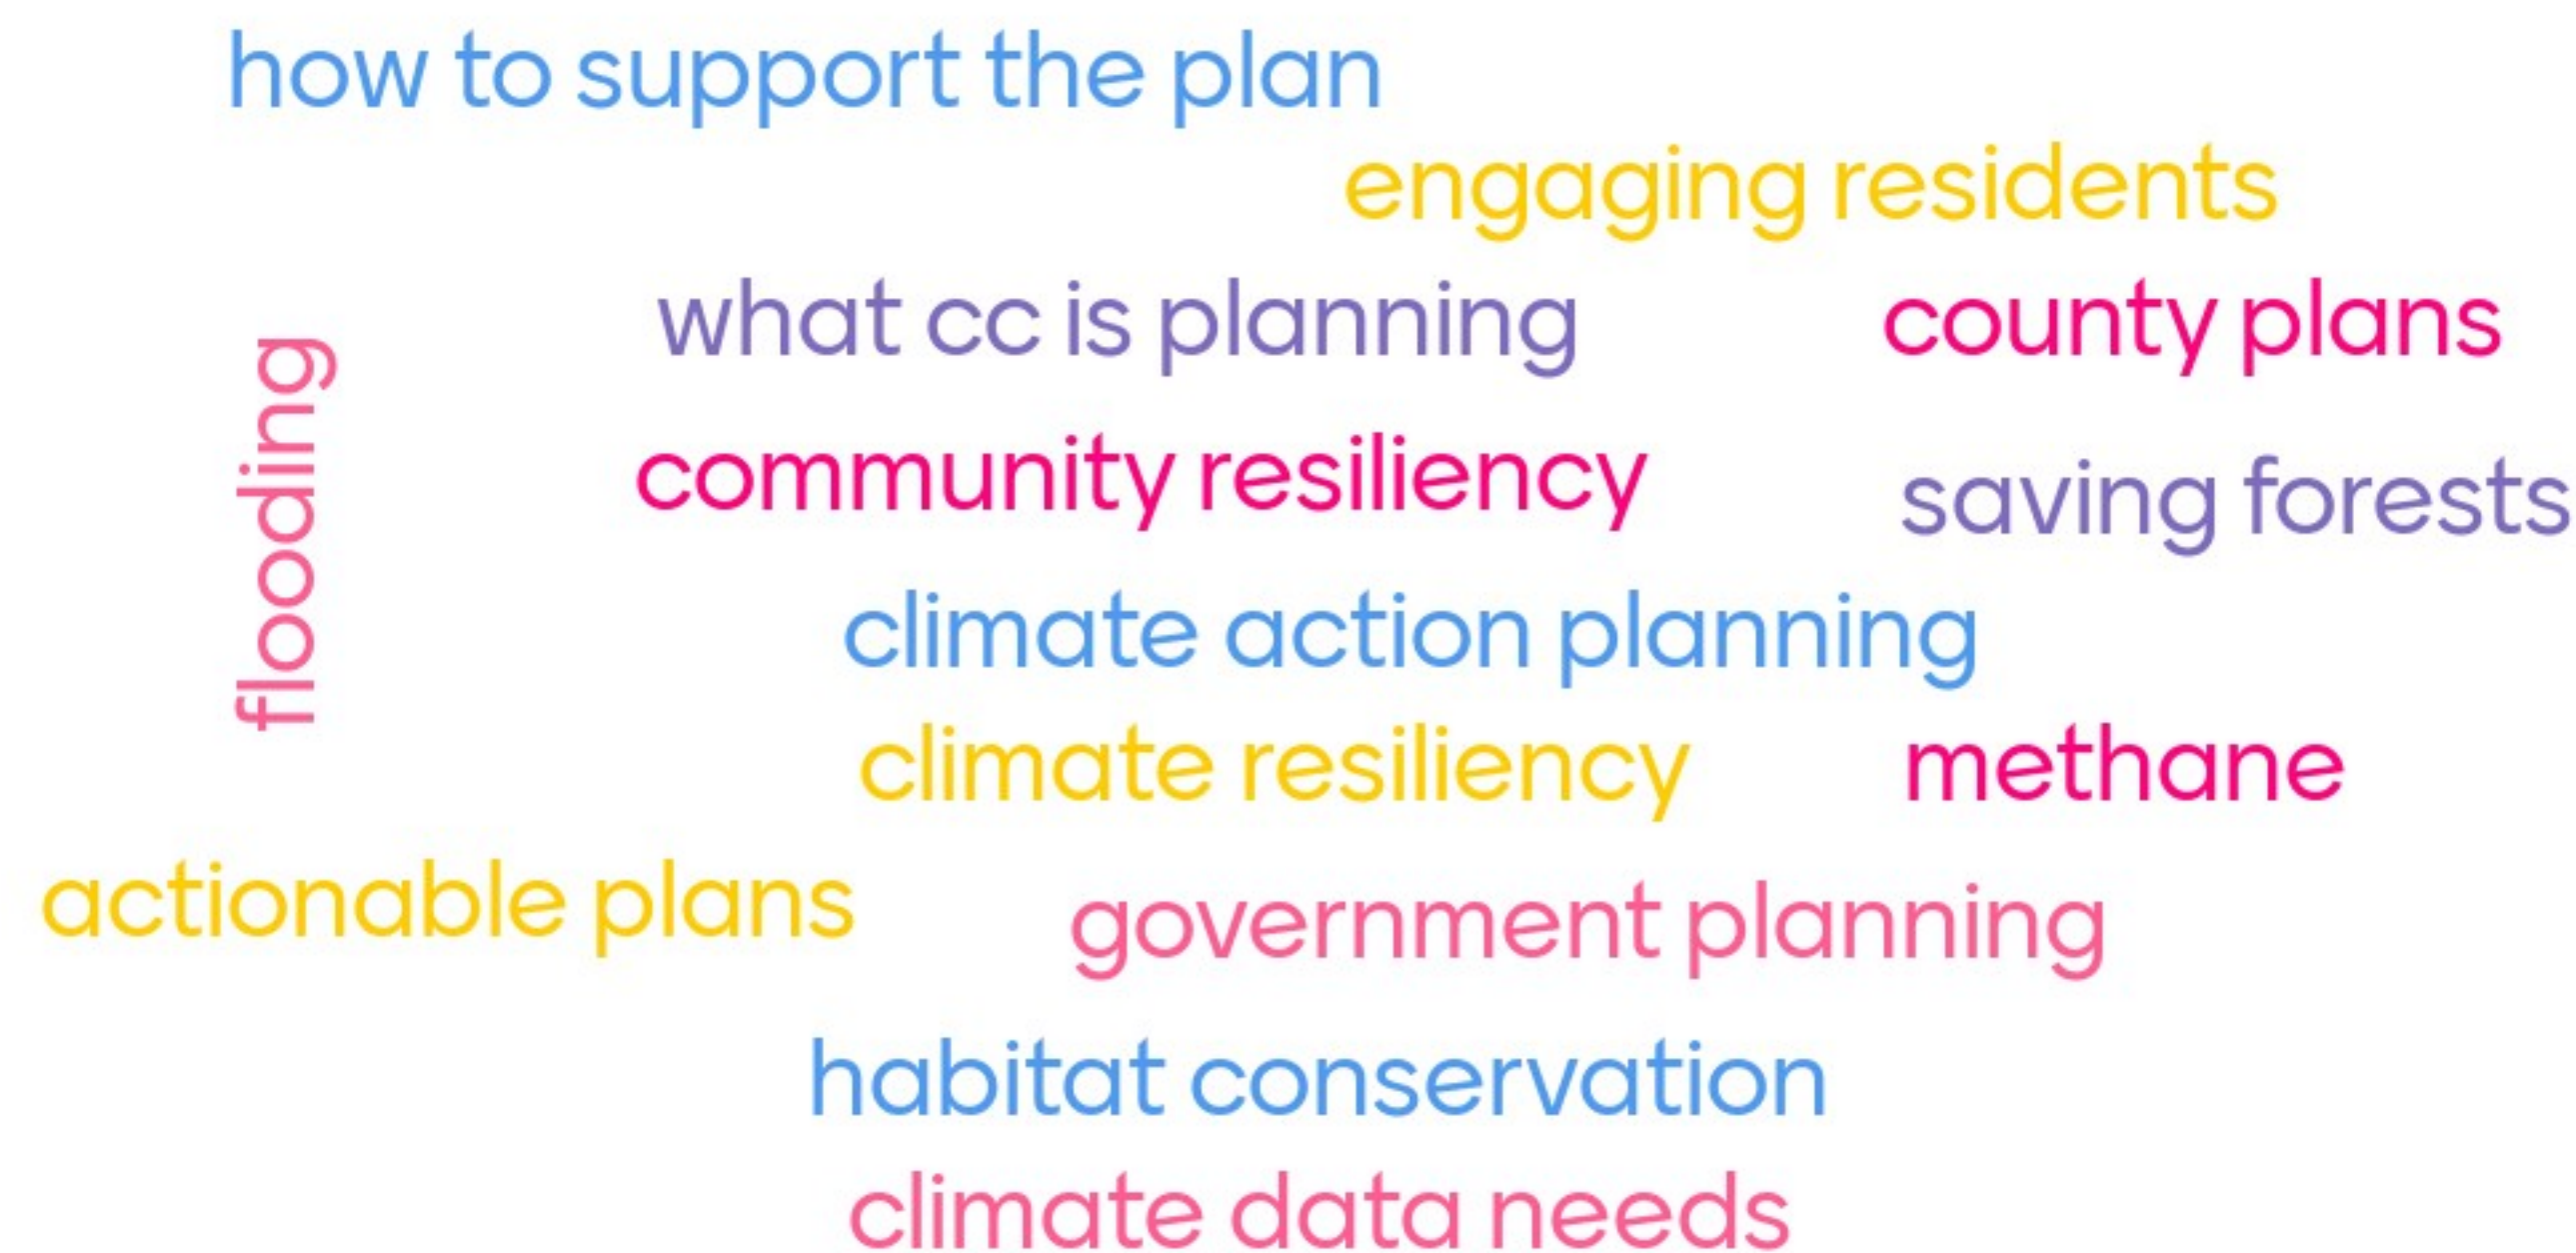 how to support the plan
engaging residents
what cc is planning
county plans
flooding
community resiliency
saving forests
climate action planning
climate resiliency
methane
actionable plans
government planning
habitat conservation
climate data needs